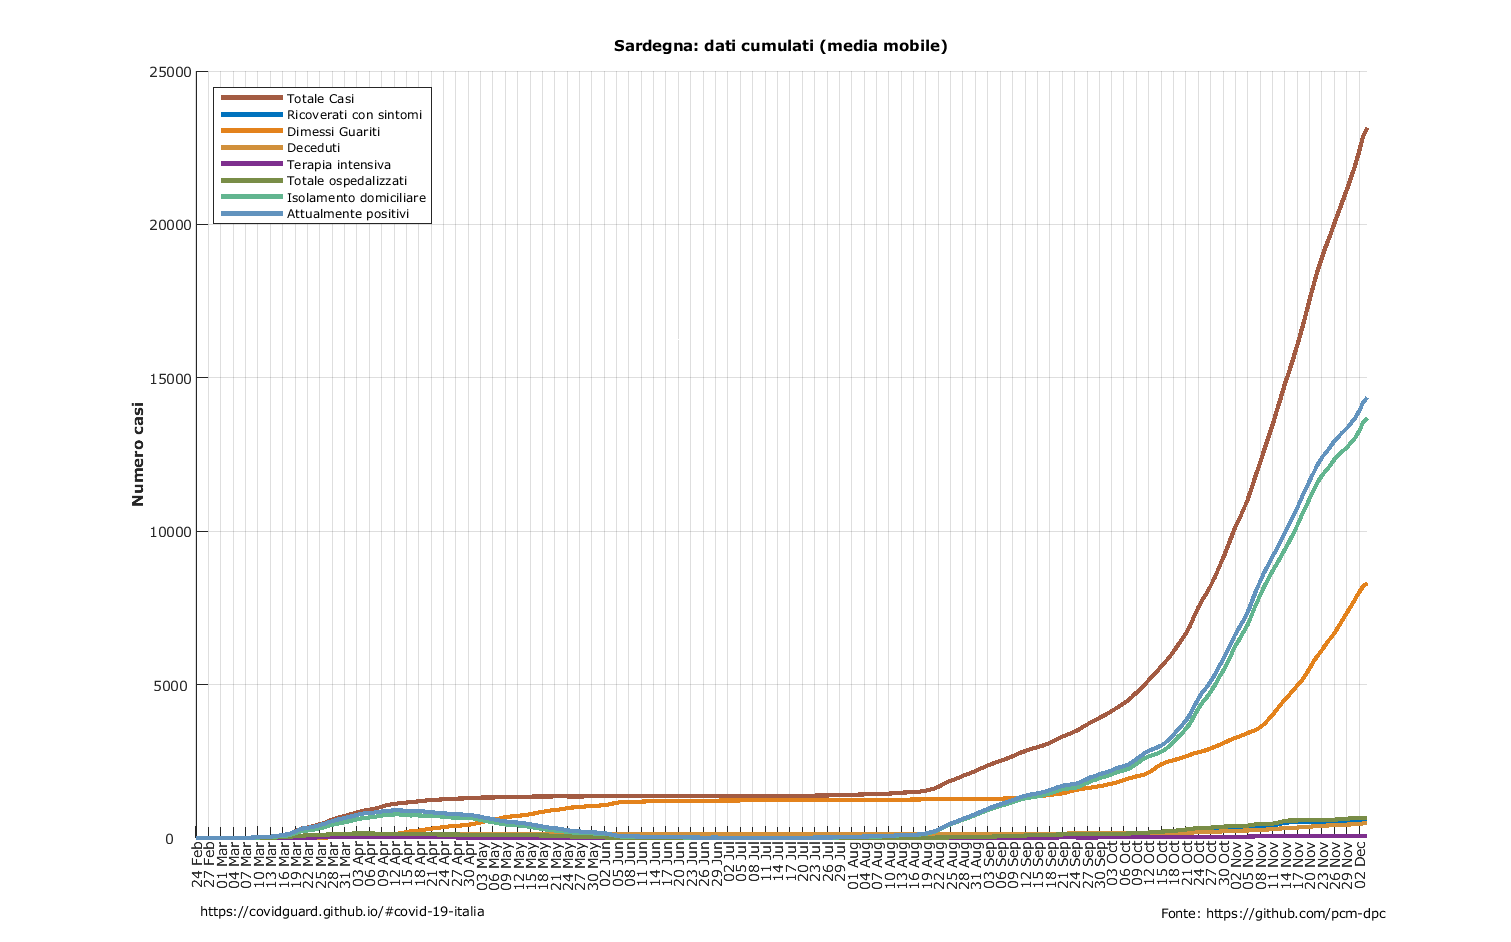 Sardegna: dati cumulati (media mobile)
25000
20000
15000
10000
5000
0
Numero casi
Totale Casi
Ricoverati con sintomi
Dimessi Guariti
Deceduti
Terapia intensiva
Totale ospedalizzati
Isolamento domiciliare
Attualmente positivi
24 Feb
27 Feb
01 Mar
04 Mar
07 Mar
10 Mar
13 Mar
16 Mar
19 Mar
22 Mar
25 Mar
28 Mar
31 Mar
03 Apr
06 Apr
09 Apr
12 Apr
15 Apr
18 Apr
21 Apr
24 Apr
27 Apr
30 Apr
03 May
06 May
09 May
12 May
15 May
18 May
21 May
24 May
27 May
30 May
02 Jun
05 Jun
08 Jun
11 Jun
14 Jun
17 Jun
20 Jun
23 Jun
26 Jun
29 Jun
02 Jul
05 Jul
08 Jul
11 Jul
14 Jul
17 Jul
20 Jul
23 Jul
26 Jul
29 Jul
01 Aug
04 Aug
07 Aug
10 Aug
13 Aug
16 Aug
19 Aug
22 Aug
25 Aug
28 Aug
31 Aug
03 Sep
06 Sep
09 Sep
12 Sep
15 Sep
18 Sep
21 Sep
24 Sep
27 Sep
30 Sep
03 Oct
06 Oct
09 Oct
12 Oct
15 Oct
18 Oct
21 Oct
24 Oct
27 Oct
30 Oct
02 Nov
05 Nov
08 Nov
11 Nov
14 Nov
17 Nov
20 Nov
23 Nov
26 Nov
29 Nov
02 Dec
https://covidguard.github.io/#covid-19-italia
Fonte: https://github.com/pcm-dpc